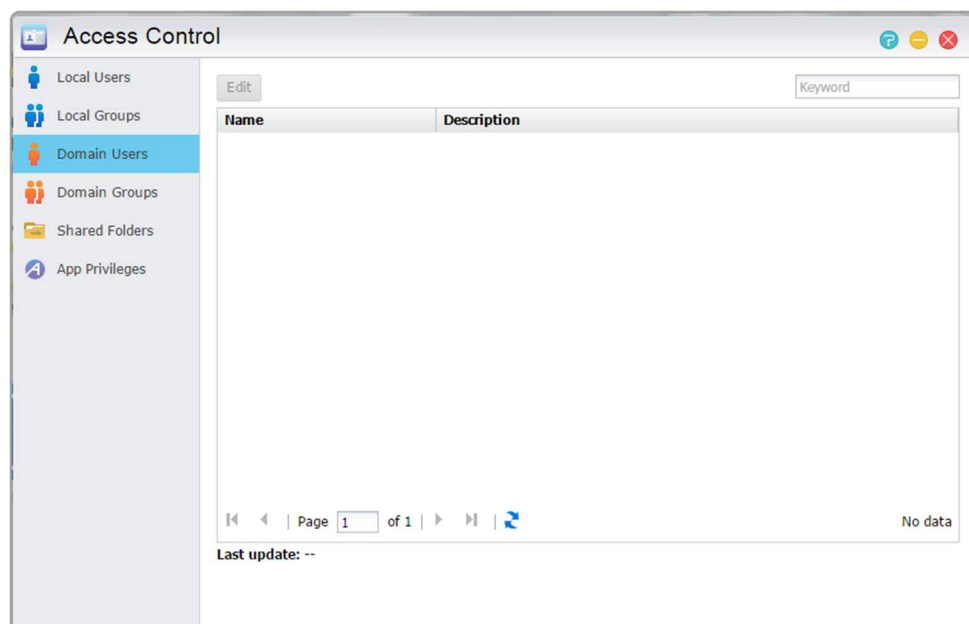 Access Control
Local Users
Local Groups
Domain Users
Domain Groups
Shared Folders
App Privileges
Edit
Keyword
Name Description
Page 1 of 1 No data
Last update: --